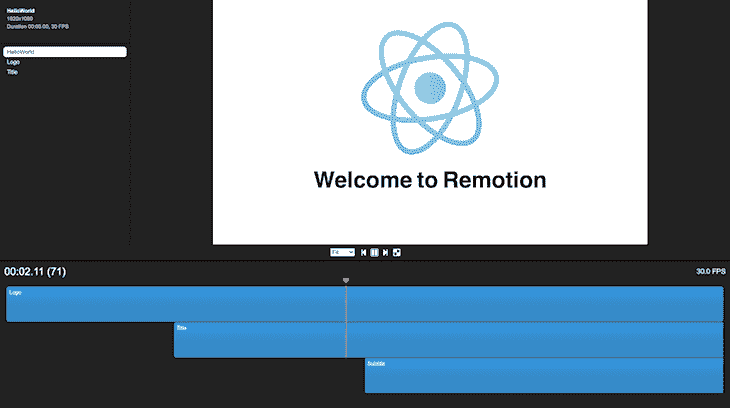 HelloWorld
1920x1080
Duration 00:05.00, 30 FPS
HelloWorld
Logo
Title
Welcome to Remotion
Fit
00:02.11 (71)
30.0 FPS
Logo
Title
Subtitle